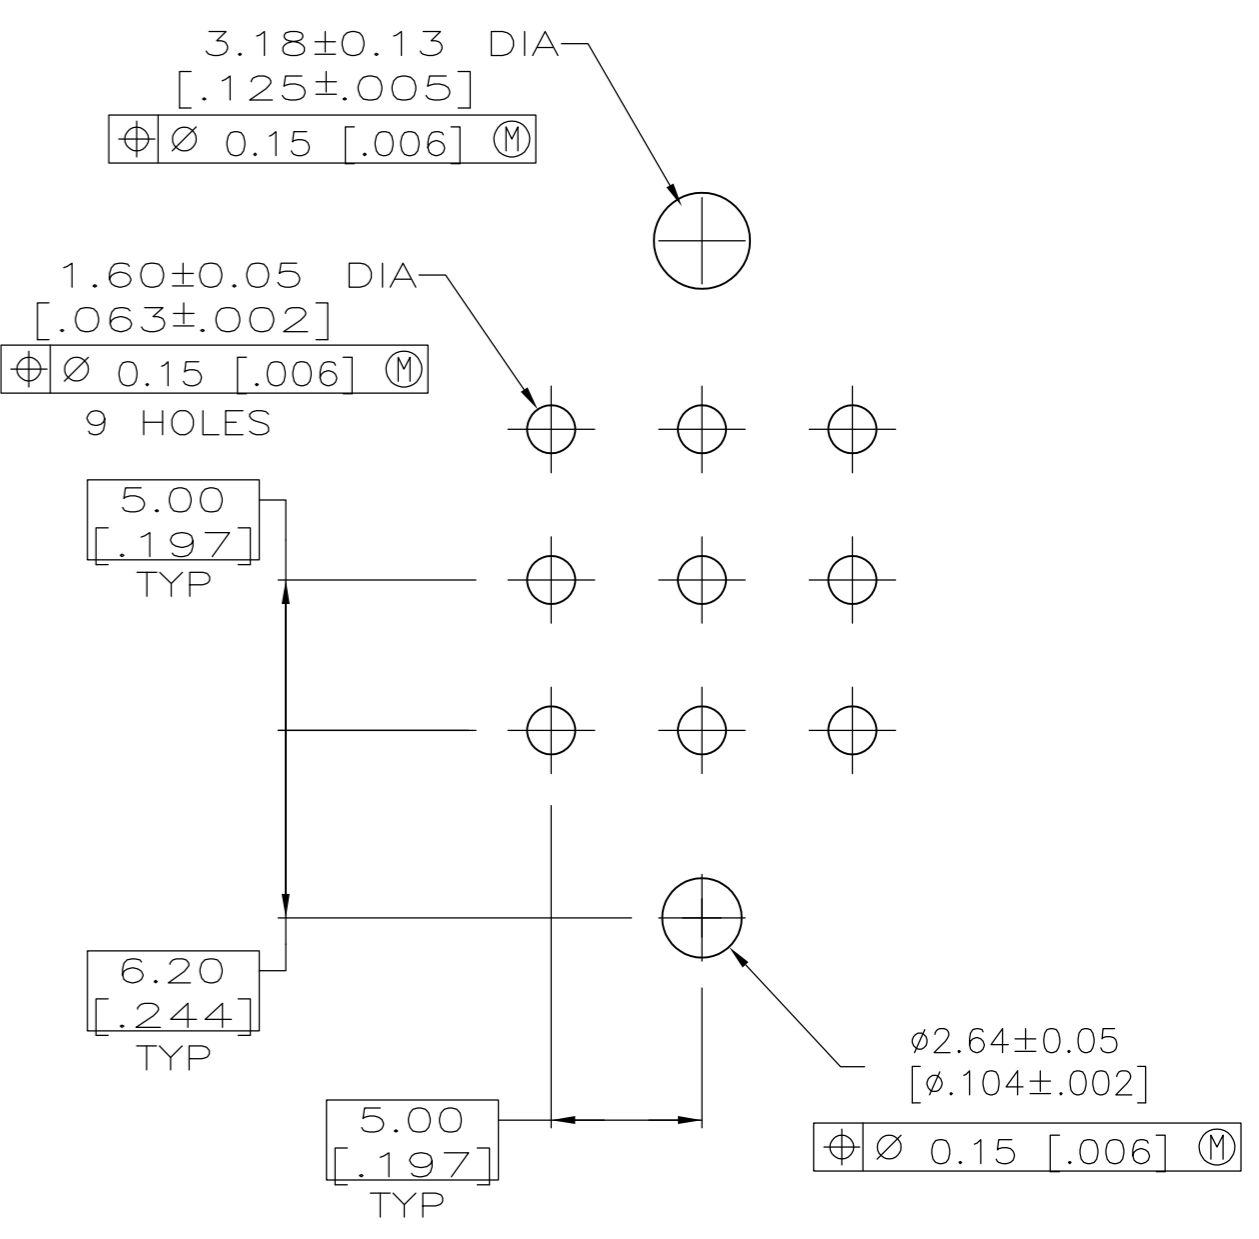 3.18±0.13 DIA
[.125±.005]
⌖ ⌀ 0.15 [.006] Ⓜ
1.60±0.05 DIA
[.063±.002]
⌖ ⌀ 0.15 [.006] Ⓜ
9 HOLES
5.00
[.197]
TYP
6.20
[.244]
TYP
5.00
[.197]
TYP
⌀2.64±0.05
[⌀.104±.002]
⌖ ⌀ 0.15 [.006] Ⓜ